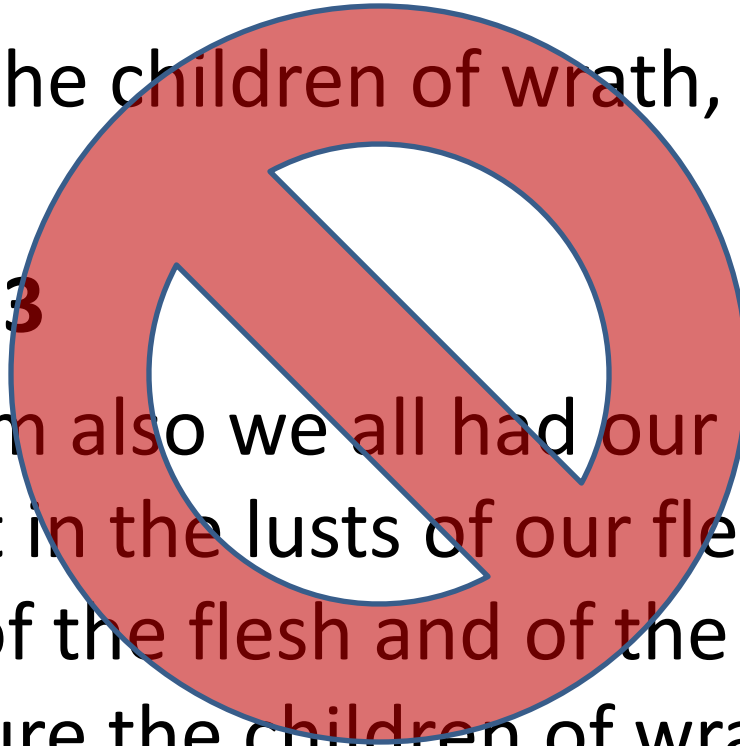 he children of wrath,
3
m also we all had our
t in the lusts of our fle
of the flesh and of the
ure the children of wra